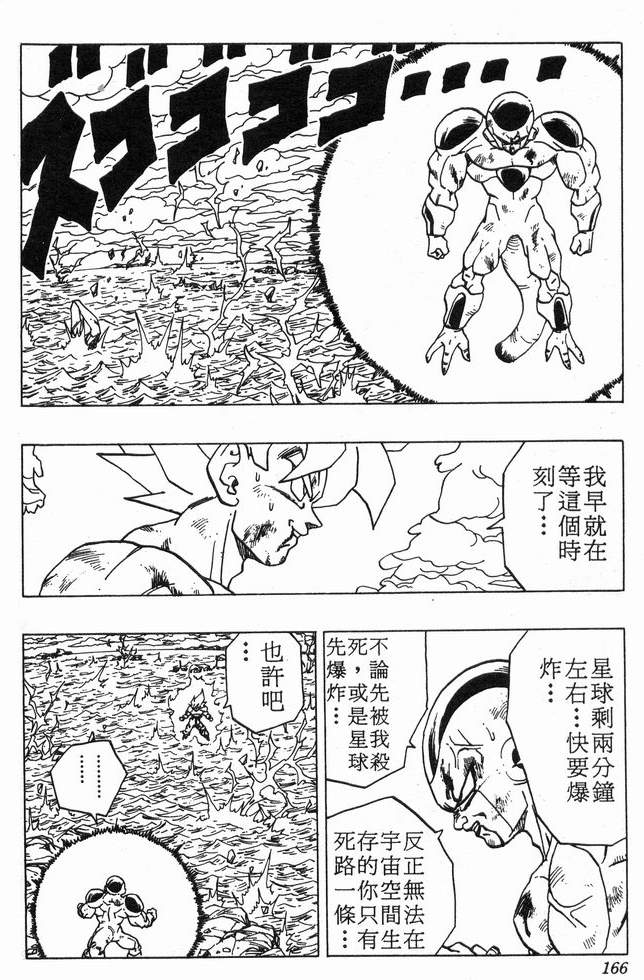 ズゴゴゴゴ・・・・・
我早就在
等這個時
刻了⋯
星球剩兩分鐘
左右⋯快要爆
炸⋯
不論先被我殺
死，或是星球
先爆炸⋯
反正無法在
宇宙空間生
存的你只有
死路一條⋯
也許吧
⋯
⋯⋯⋯
166